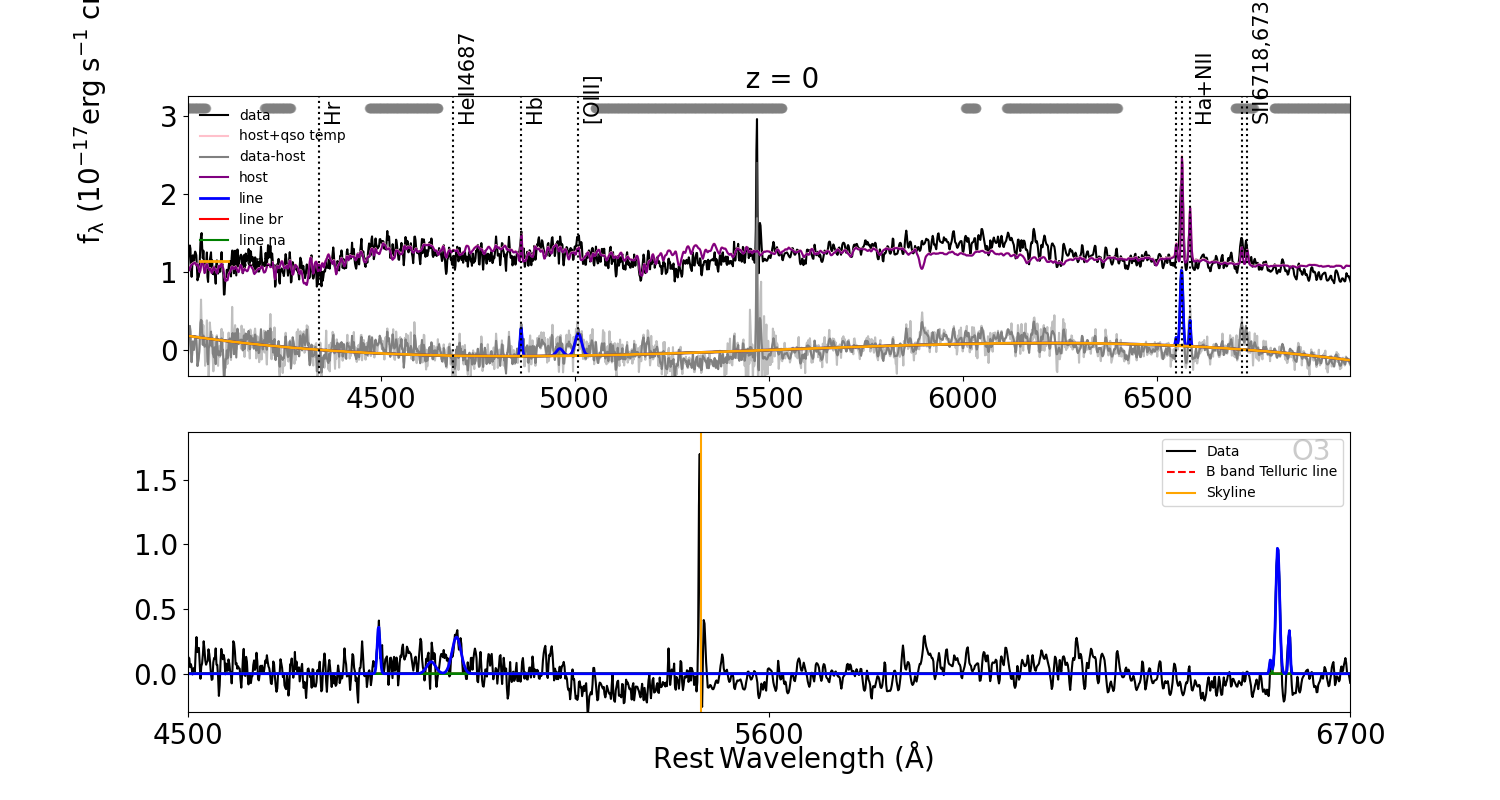 z = 0
f_λ (10^−17 erg s^−1
Hr
HeII4687
Hb
[OIII]
Ha+NII
SII6718,673
data
host+qso temp
data-host
host
line
line br
line na
3
2
1
0
4500 5000 5500 6000 6500
O3
Data
B band Telluric line
Skyline
1.5
1.0
0.5
0.0
4500 5600 6700
Rest Wavelength (Å)